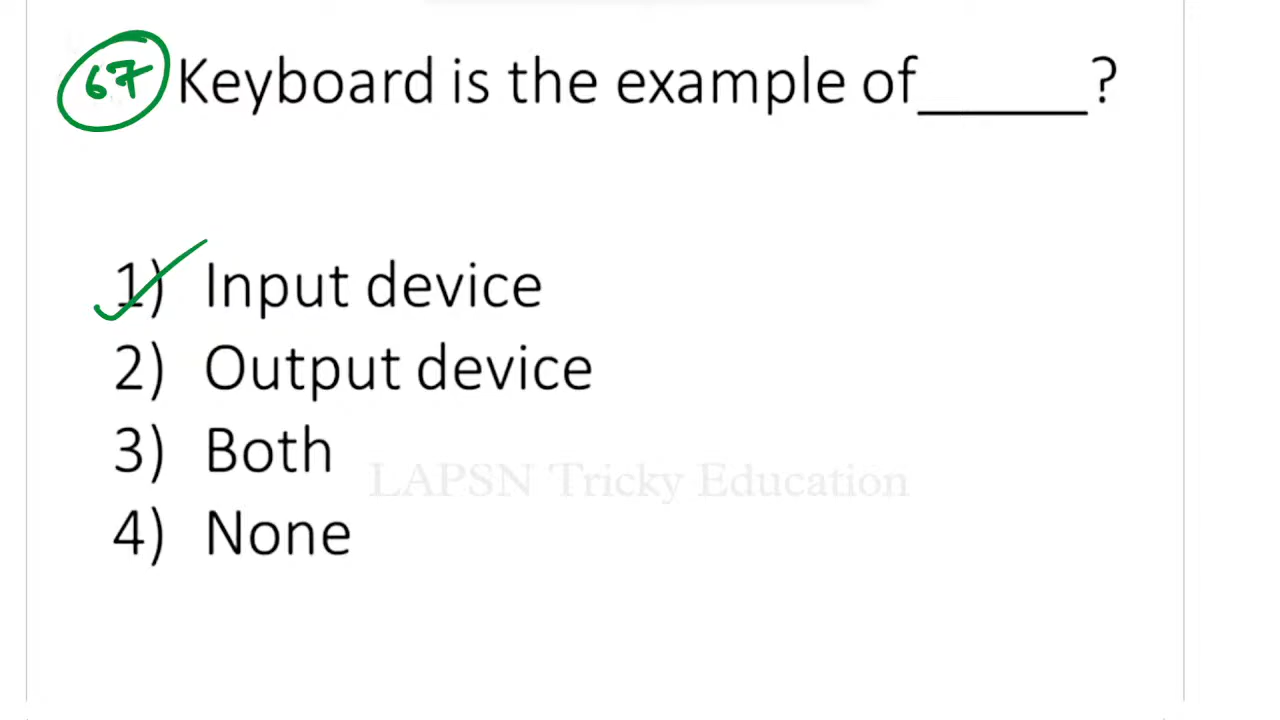 67 Keyboard is the example of______?
1) Input device
2) Output device
3) Both
LAPSN Tricky Education
4) None